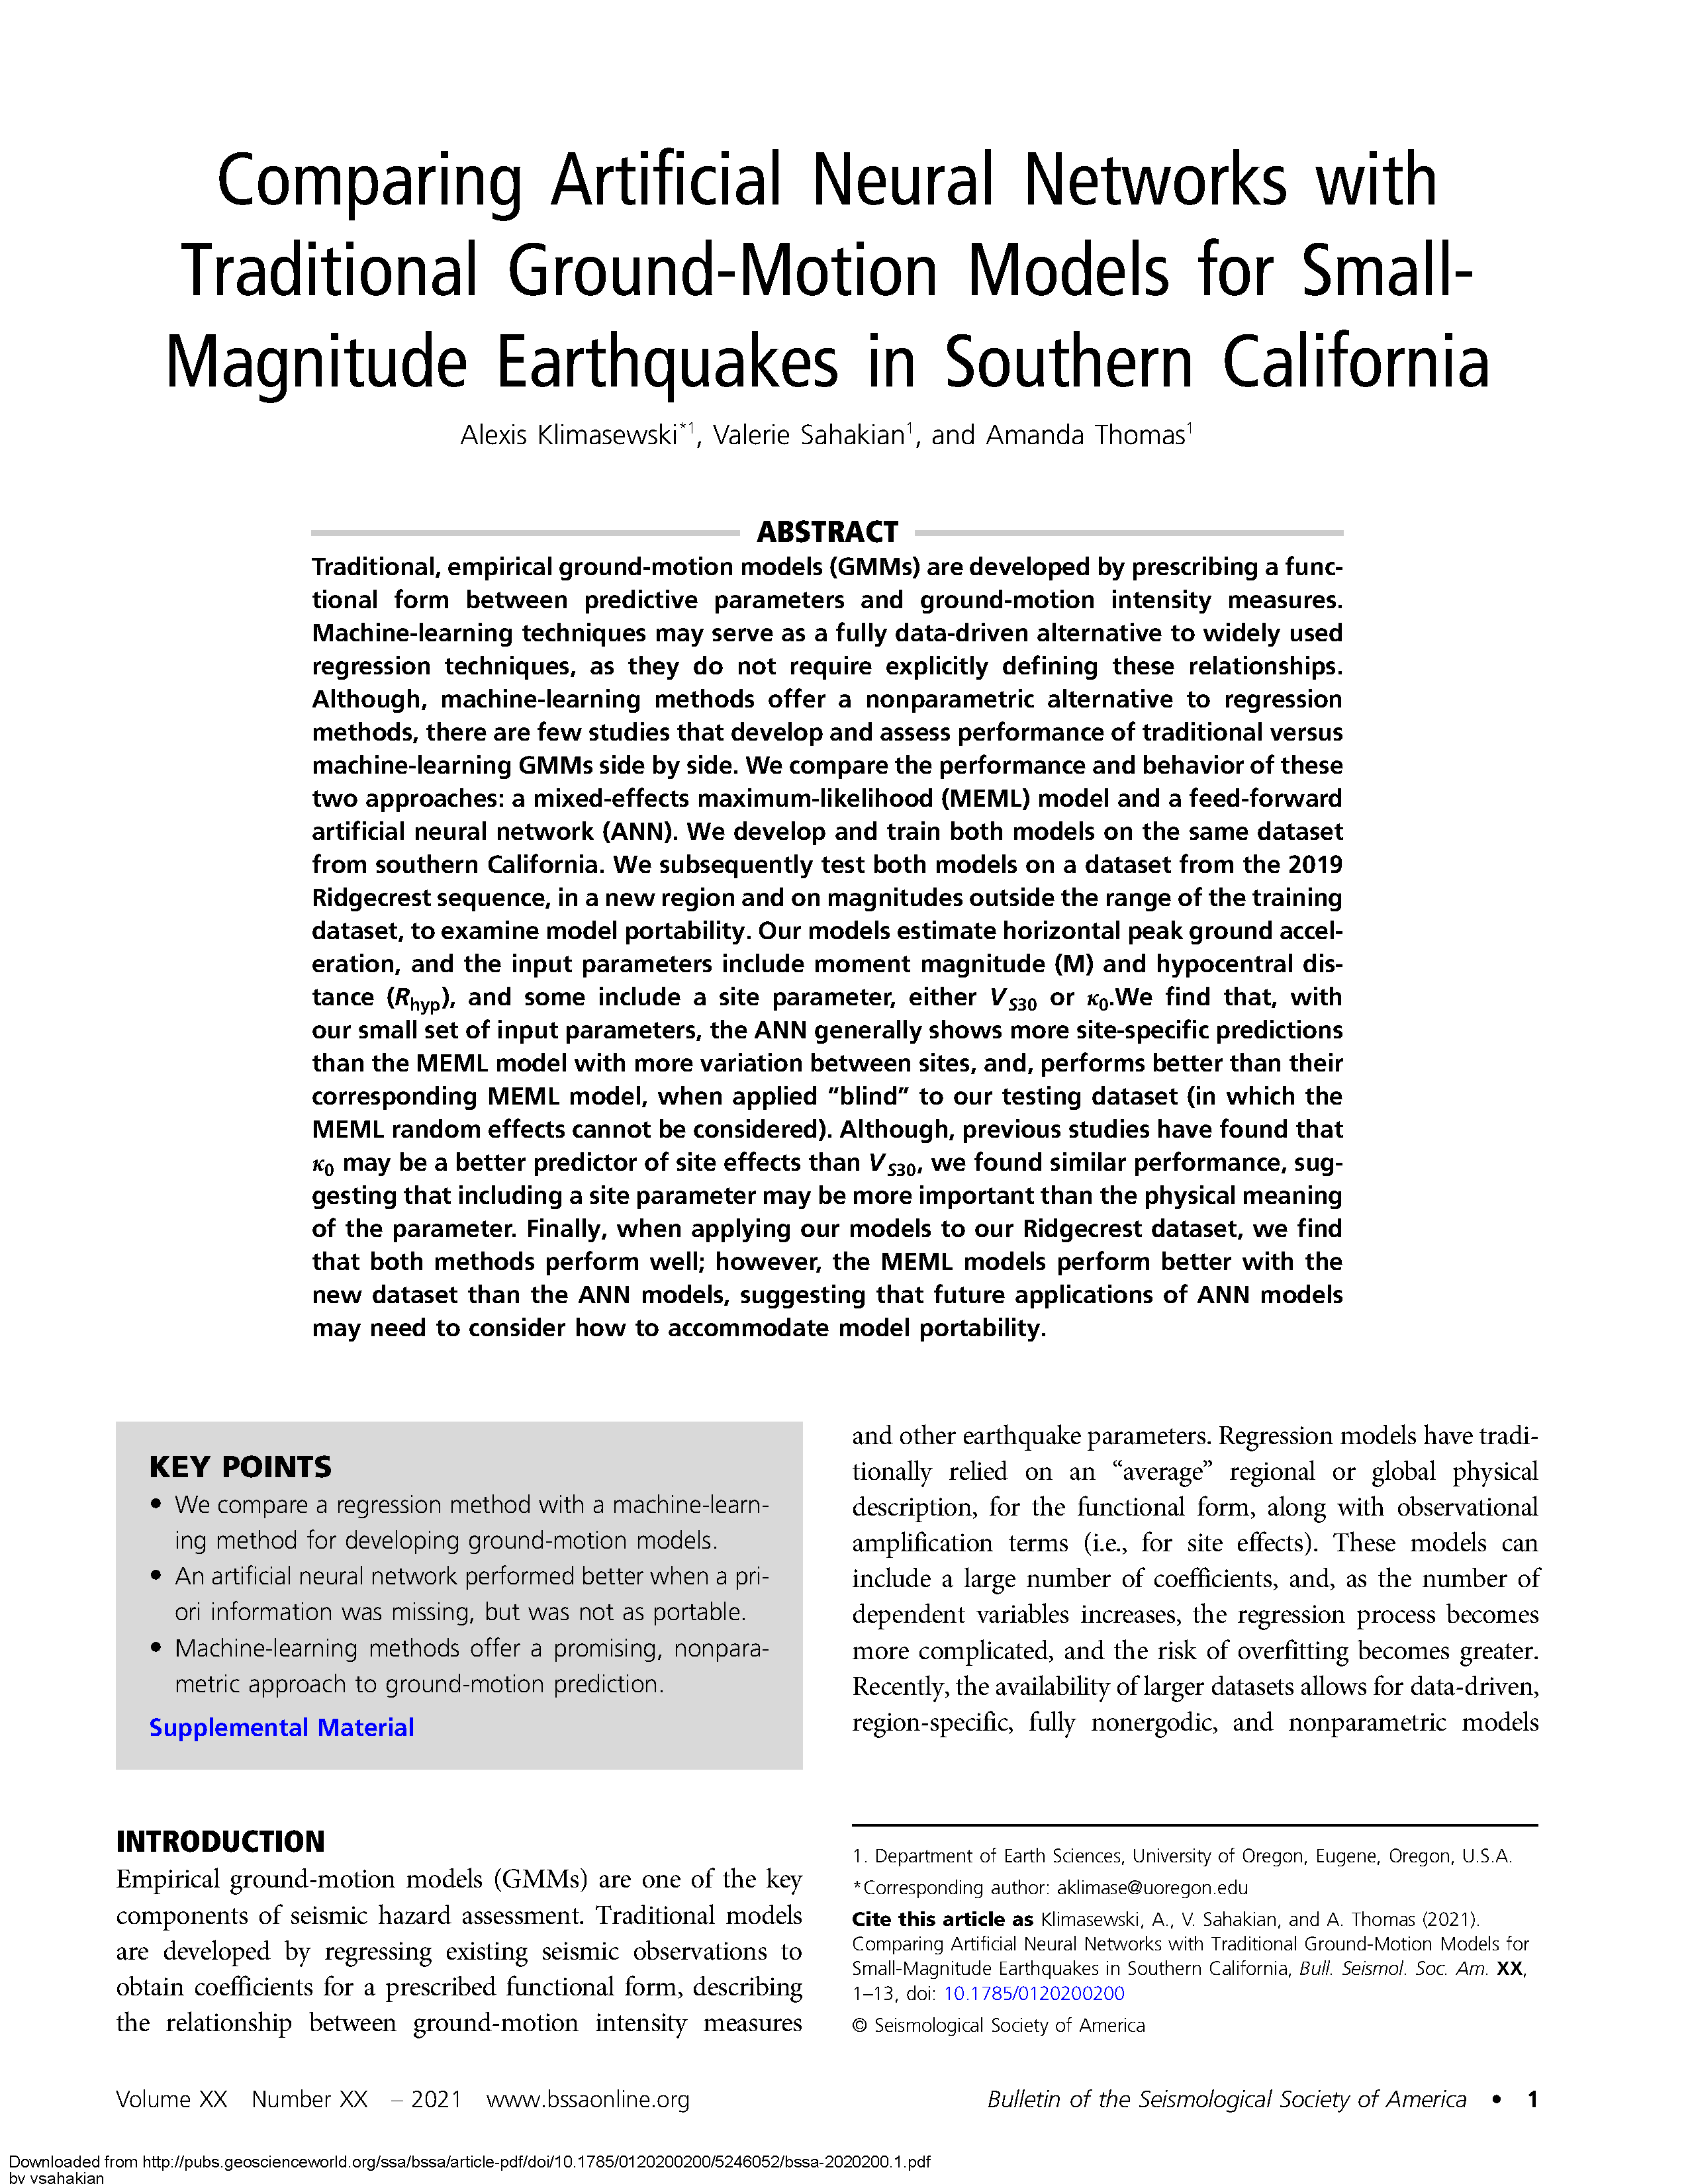 Comparing Artificial Neural Networks with
Traditional Ground-Motion Models for Small-
Magnitude Earthquakes in Southern California
Alexis Klimasewski*1, Valerie Sahakian1, and Amanda Thomas1
ABSTRACT
Traditional, empirical ground-motion models (GMMs) are developed by prescribing a func-
tional form between predictive parameters and ground-motion intensity measures.
Machine-learning techniques may serve as a fully data-driven alternative to widely used
regression techniques, as they do not require explicitly defining these relationships.
Although, machine-learning methods offer a nonparametric alternative to regression
methods, there are few studies that develop and assess performance of traditional versus
machine-learning GMMs side by side. We compare the performance and behavior of these
two approaches: a mixed-effects maximum-likelihood (MEML) model and a feed-forward
artificial neural network (ANN). We develop and train both models on the same dataset
from southern California. We subsequently test both models on a dataset from the 2019
Ridgecrest sequence, in a new region and on magnitudes outside the range of the training
dataset, to examine model portability. Our models estimate horizontal peak ground accel-
eration, and the input parameters include moment magnitude (M) and hypocentral dis-
tance (Rhyp), and some include a site parameter, either VS30 or κ0.We find that, with
our small set of input parameters, the ANN generally shows more site-specific predictions
than the MEML model with more variation between sites, and, performs better than their
corresponding MEML model, when applied “blind” to our testing dataset (in which the
MEML random effects cannot be considered). Although, previous studies have found that
κ0 may be a better predictor of site effects than VS30, we found similar performance, sug-
gesting that including a site parameter may be more important than the physical meaning
of the parameter. Finally, when applying our models to our Ridgecrest dataset, we find
that both methods perform well; however, the MEML models perform better with the
new dataset than the ANN models, suggesting that future applications of ANN models
may need to consider how to accommodate model portability.
KEY POINTS
• We compare a regression method with a machine-learn-
ing method for developing ground-motion models.
• An artificial neural network performed better when a pri-
ori information was missing, but was not as portable.
• Machine-learning methods offer a promising, nonpara-
metric approach to ground-motion prediction.
Supplemental Material
INTRODUCTION
Empirical ground-motion models (GMMs) are one of the key
components of seismic hazard assessment. Traditional models
are developed by regressing existing seismic observations to
obtain coefficients for a prescribed functional form, describing
the relationship between ground-motion intensity measures
and other earthquake parameters. Regression models have tradi-
tionally relied on an “average” regional or global physical
description, for the functional form, along with observational
amplification terms (i.e., for site effects). These models can
include a large number of coefficients, and, as the number of
dependent variables increases, the regression process becomes
more complicated, and the risk of overfitting becomes greater.
Recently, the availability of larger datasets allows for data-driven,
region-specific, fully nonergodic, and nonparametric models
1. Department of Earth Sciences, University of Oregon, Eugene, Oregon, U.S.A.
*Corresponding author: aklimase@uoregon.edu
Cite this article as Klimasewski, A., V. Sahakian, and A. Thomas (2021).
Comparing Artificial Neural Networks with Traditional Ground-Motion Models for
Small-Magnitude Earthquakes in Southern California, Bull. Seismol. Soc. Am. XX,
1–13, doi: 10.1785/0120200200
© Seismological Society of America
Volume XX Number XX – 2021 www.bssaonline.org
Bulletin of the Seismological Society of America • 1
Downloaded from http://pubs.geoscienceworld.org/ssa/bssa/article-pdf/doi/10.1785/0120200200/5246052/bssa-2020200.1.pdf
by vsahakian